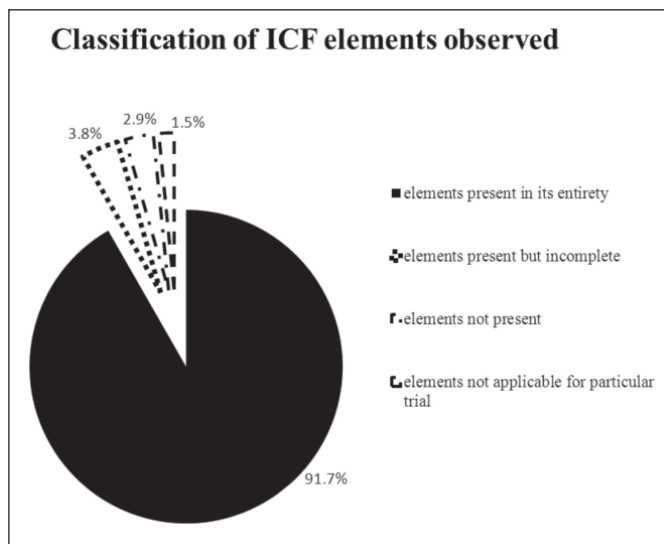 Classification of ICF elements observed
3.8%
2.9%
1.5%
91.7%
elements present in its entirety
elements present but incomplete
elements not present
elements not applicable for particular
trial